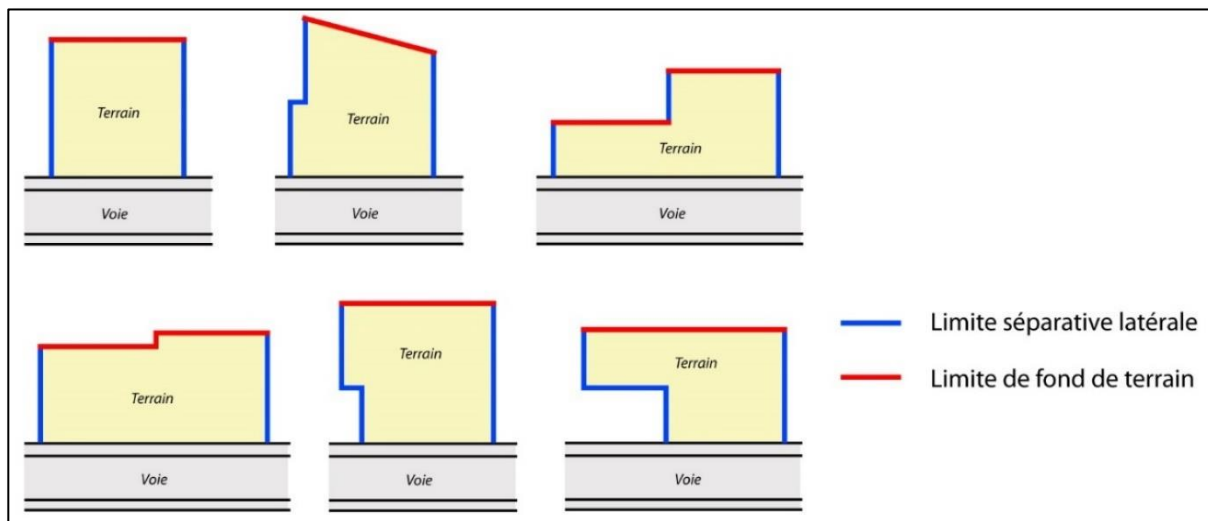 Terrain
Voie
Terrain
Voie
Terrain
Voie
Terrain
Voie
Terrain
Voie
Terrain
Voie
Limite séparative latérale
Limite de fond de terrain